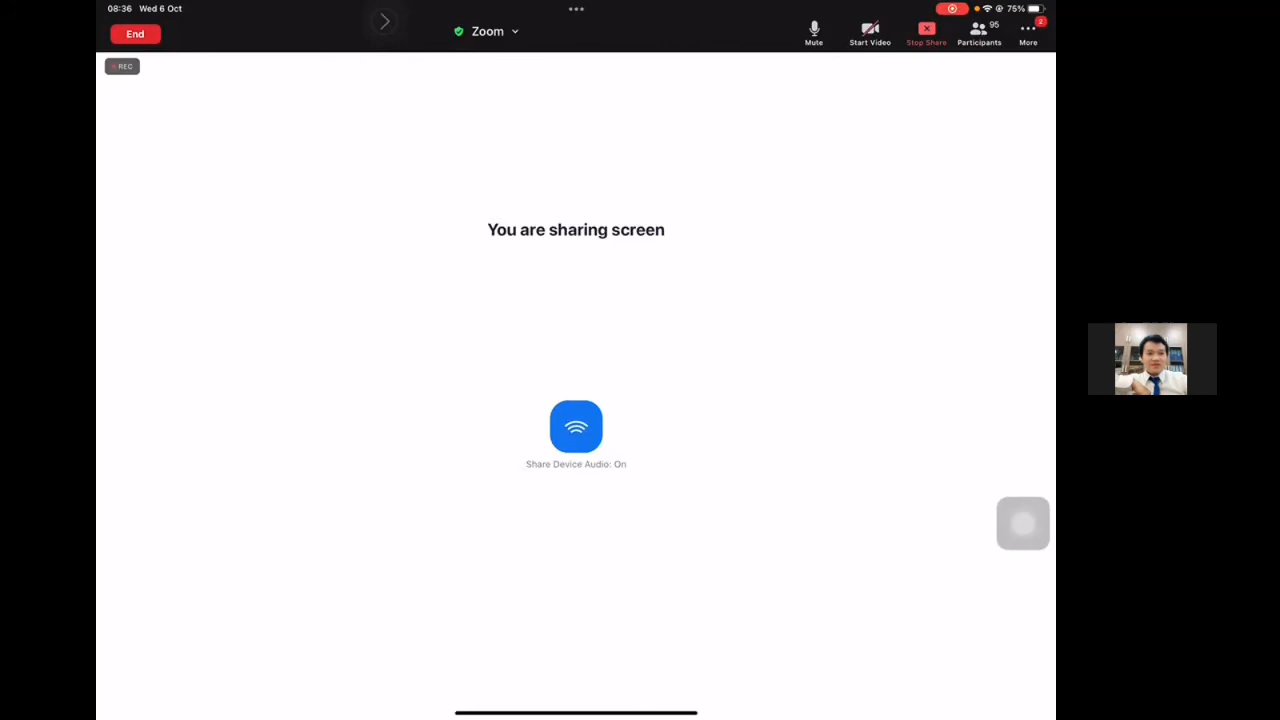 08:36 Wed 6 Oct
75%
End
Zoom
Mute
Start Video
Stop Share
95
Participants
2
More
REC
You are sharing screen
Share Device Audio: On